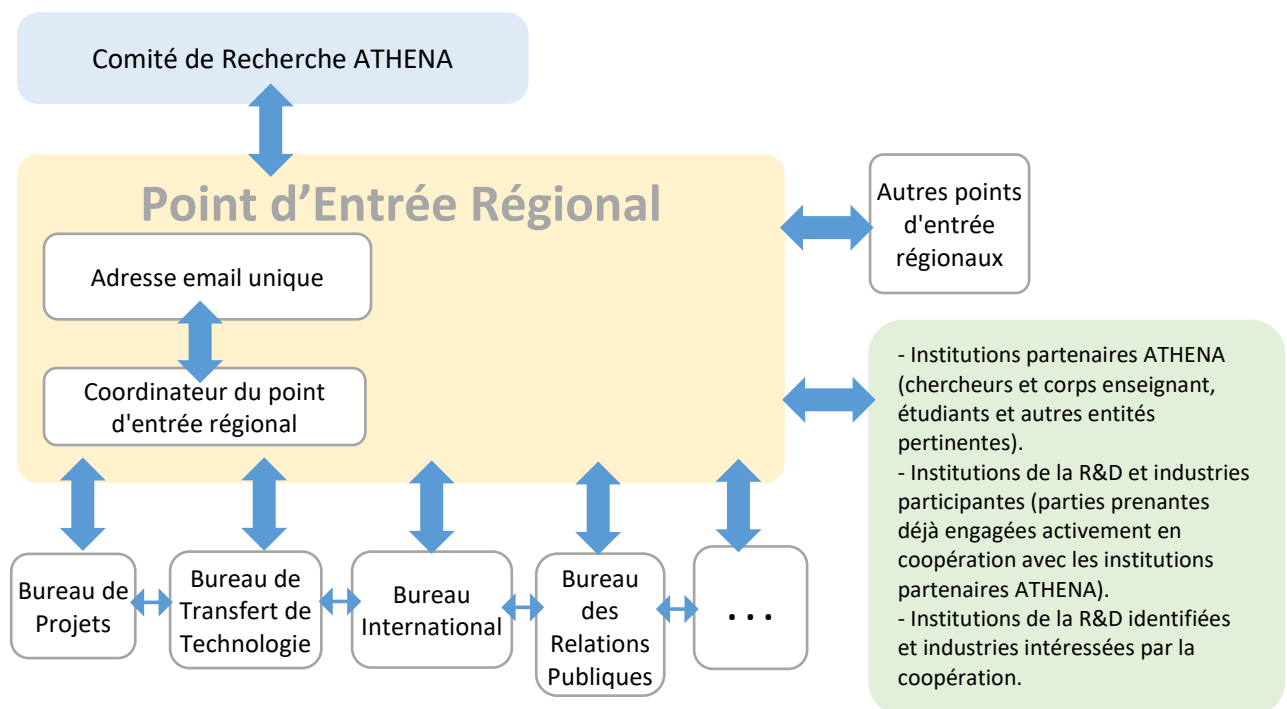 Comité de Recherche ATHENA
Point d’Entrée Régional
Adresse email unique
Coordinateur du point
d'entrée régional
Autres points
d'entrée
régionaux
- Institutions partenaires ATHENA
(chercheurs et corps enseignant,
étudiants et autres entités
pertinentes).
- Institutions de la R&D et industries
participantes (parties prenantes
déjà engagées activement en
coopération avec les institutions
partenaires ATHENA).
- Institutions de la R&D identifiées
et industries intéressées par la
coopération.
Bureau de
Projets
Bureau de
Transfert de
Technologie
Bureau
International
Bureau
des
Relations
Publiques
...